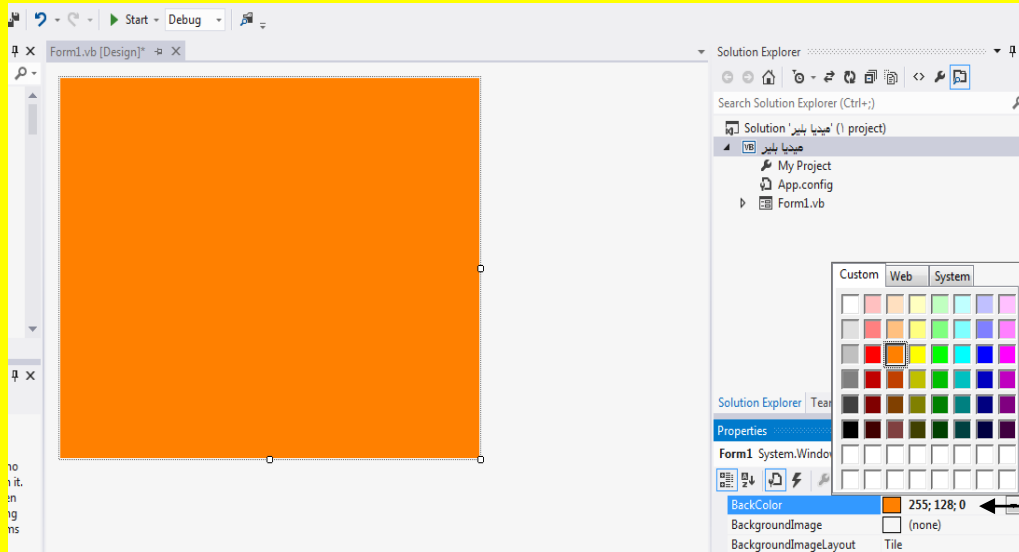 Start Debug
Form1.vb [Design]*
Solution Explorer
Search Solution Explorer (Ctrl+;)
Solution 'ميديا بلير' (١ project)
VB ميديا بلير
My Project
App.config
Form1.vb
Custom Web System
Solution Explorer
Properties
Form1
BackColor 255; 128; 0
BackgroundImage (none)
BackgroundImageLayout Tile